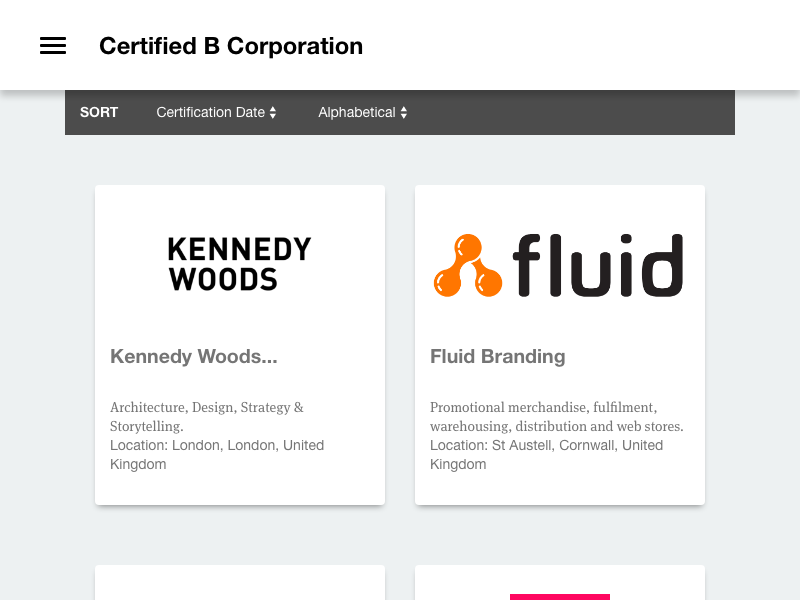 Certified B Corporation
SORT Certification Date Alphabetical
KENNEDY
WOODS
fluid
Kennedy Woods...
Fluid Branding
Architecture, Design, Strategy &
Storytelling.
Location: London, London, United
Kingdom
Promotional merchandise, fulfilment,
warehousing, distribution and web stores.
Location: St Austell, Cornwall, United
Kingdom